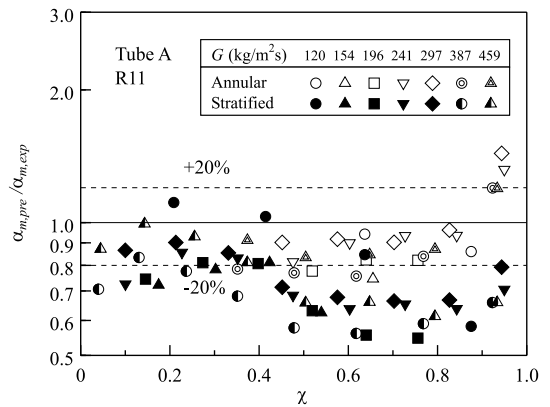 3.0
Tube A
R11
G (kg/m²s) 120 154 196 241 297 387 459
Annular
Stratified
2.0
+20%
1.0
0.9
0.8
-20%
0.7
0.6
0.5
0 0.2 0.4 0.6 0.8 1.0
α_{m,pre} /α_{m,exp}
χ